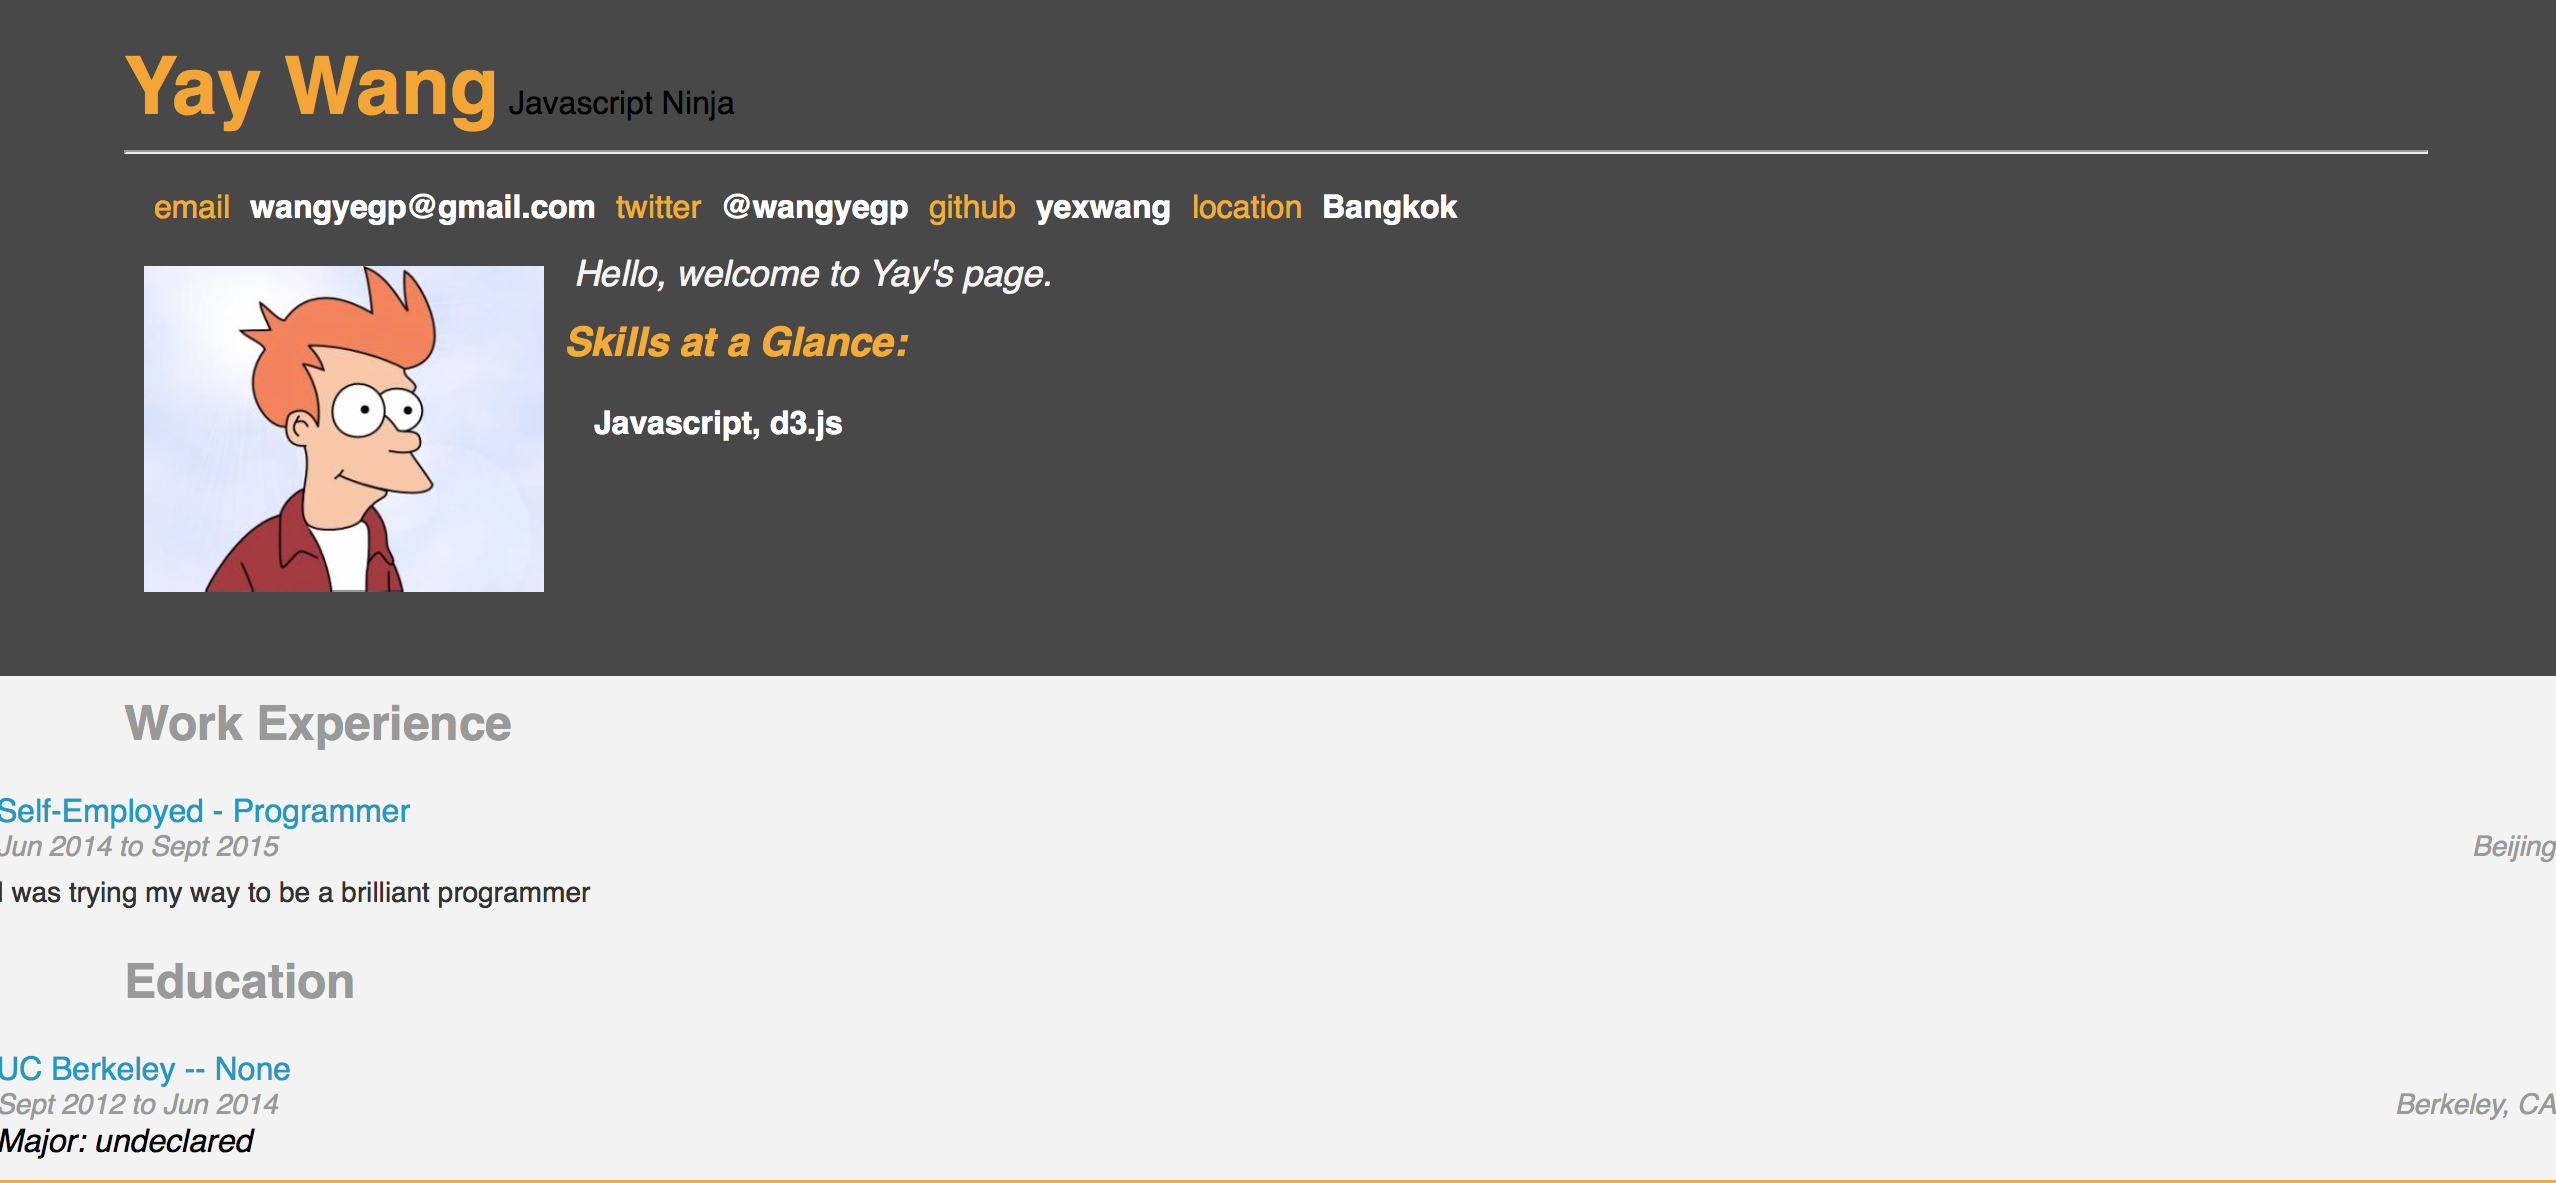 Yay Wang Javascript Ninja
email wangyegp@gmail.com twitter @wangyegp github yexwang location Bangkok
Hello, welcome to Yay's page.
Skills at a Glance:
Javascript, d3.js
Work Experience
Self-Employed - Programmer
Jun 2014 to Sept 2015 Beijing
I was trying my way to be a brilliant programmer
Education
UC Berkeley -- None
Sept 2012 to Jun 2014 Berkeley, CA
Major: undeclared